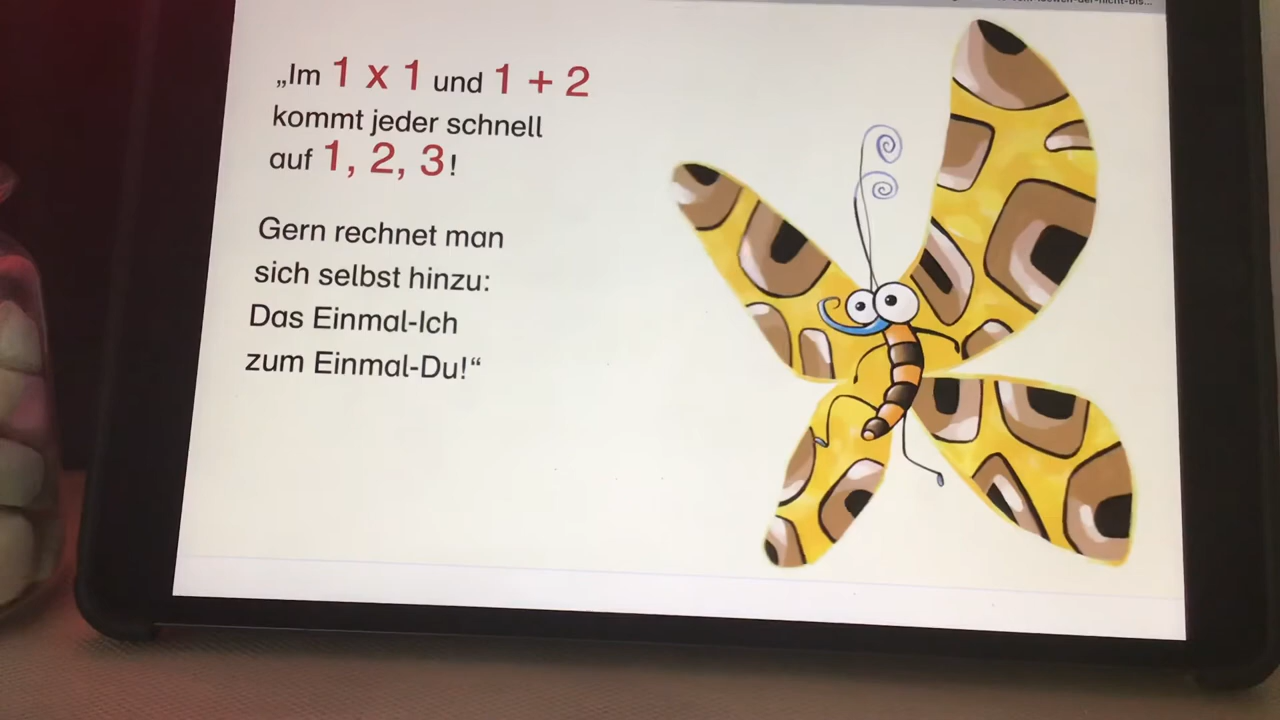 „Im 1 x 1 und 1 + 2
kommt jeder schnell
auf 1, 2, 3!
Gern rechnet man
sich selbst hinzu:
Das Einmal-Ich
zum Einmal-Du!“